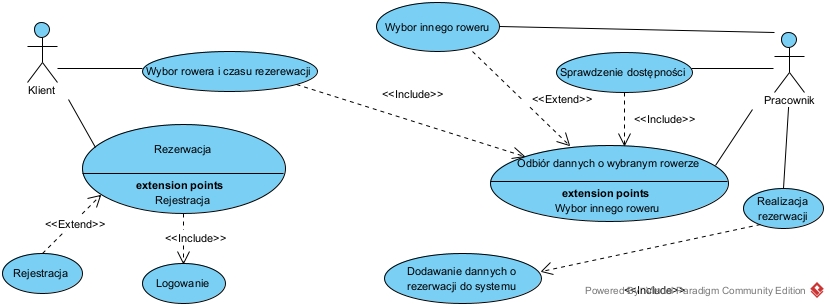 Wybor innego roweru
Wybor rowera i czasu rezerewacji
Sprawdzenie dostępności
Klient
Pracownik
<<Include>>
<<Extend>>
<<Include>>
Rezerwacja
extension points
Rejestracja
Odbiór dannych o wybranym rowerze
extension points
Wybor innego roweru
Realizacja
rezerwacji
<<Extend>>
<<Include>>
Rejestracja
Logowanie
Dodawanie dannych o
rezerwacji do systemu
<<Include>>
Paradigm Community Edition